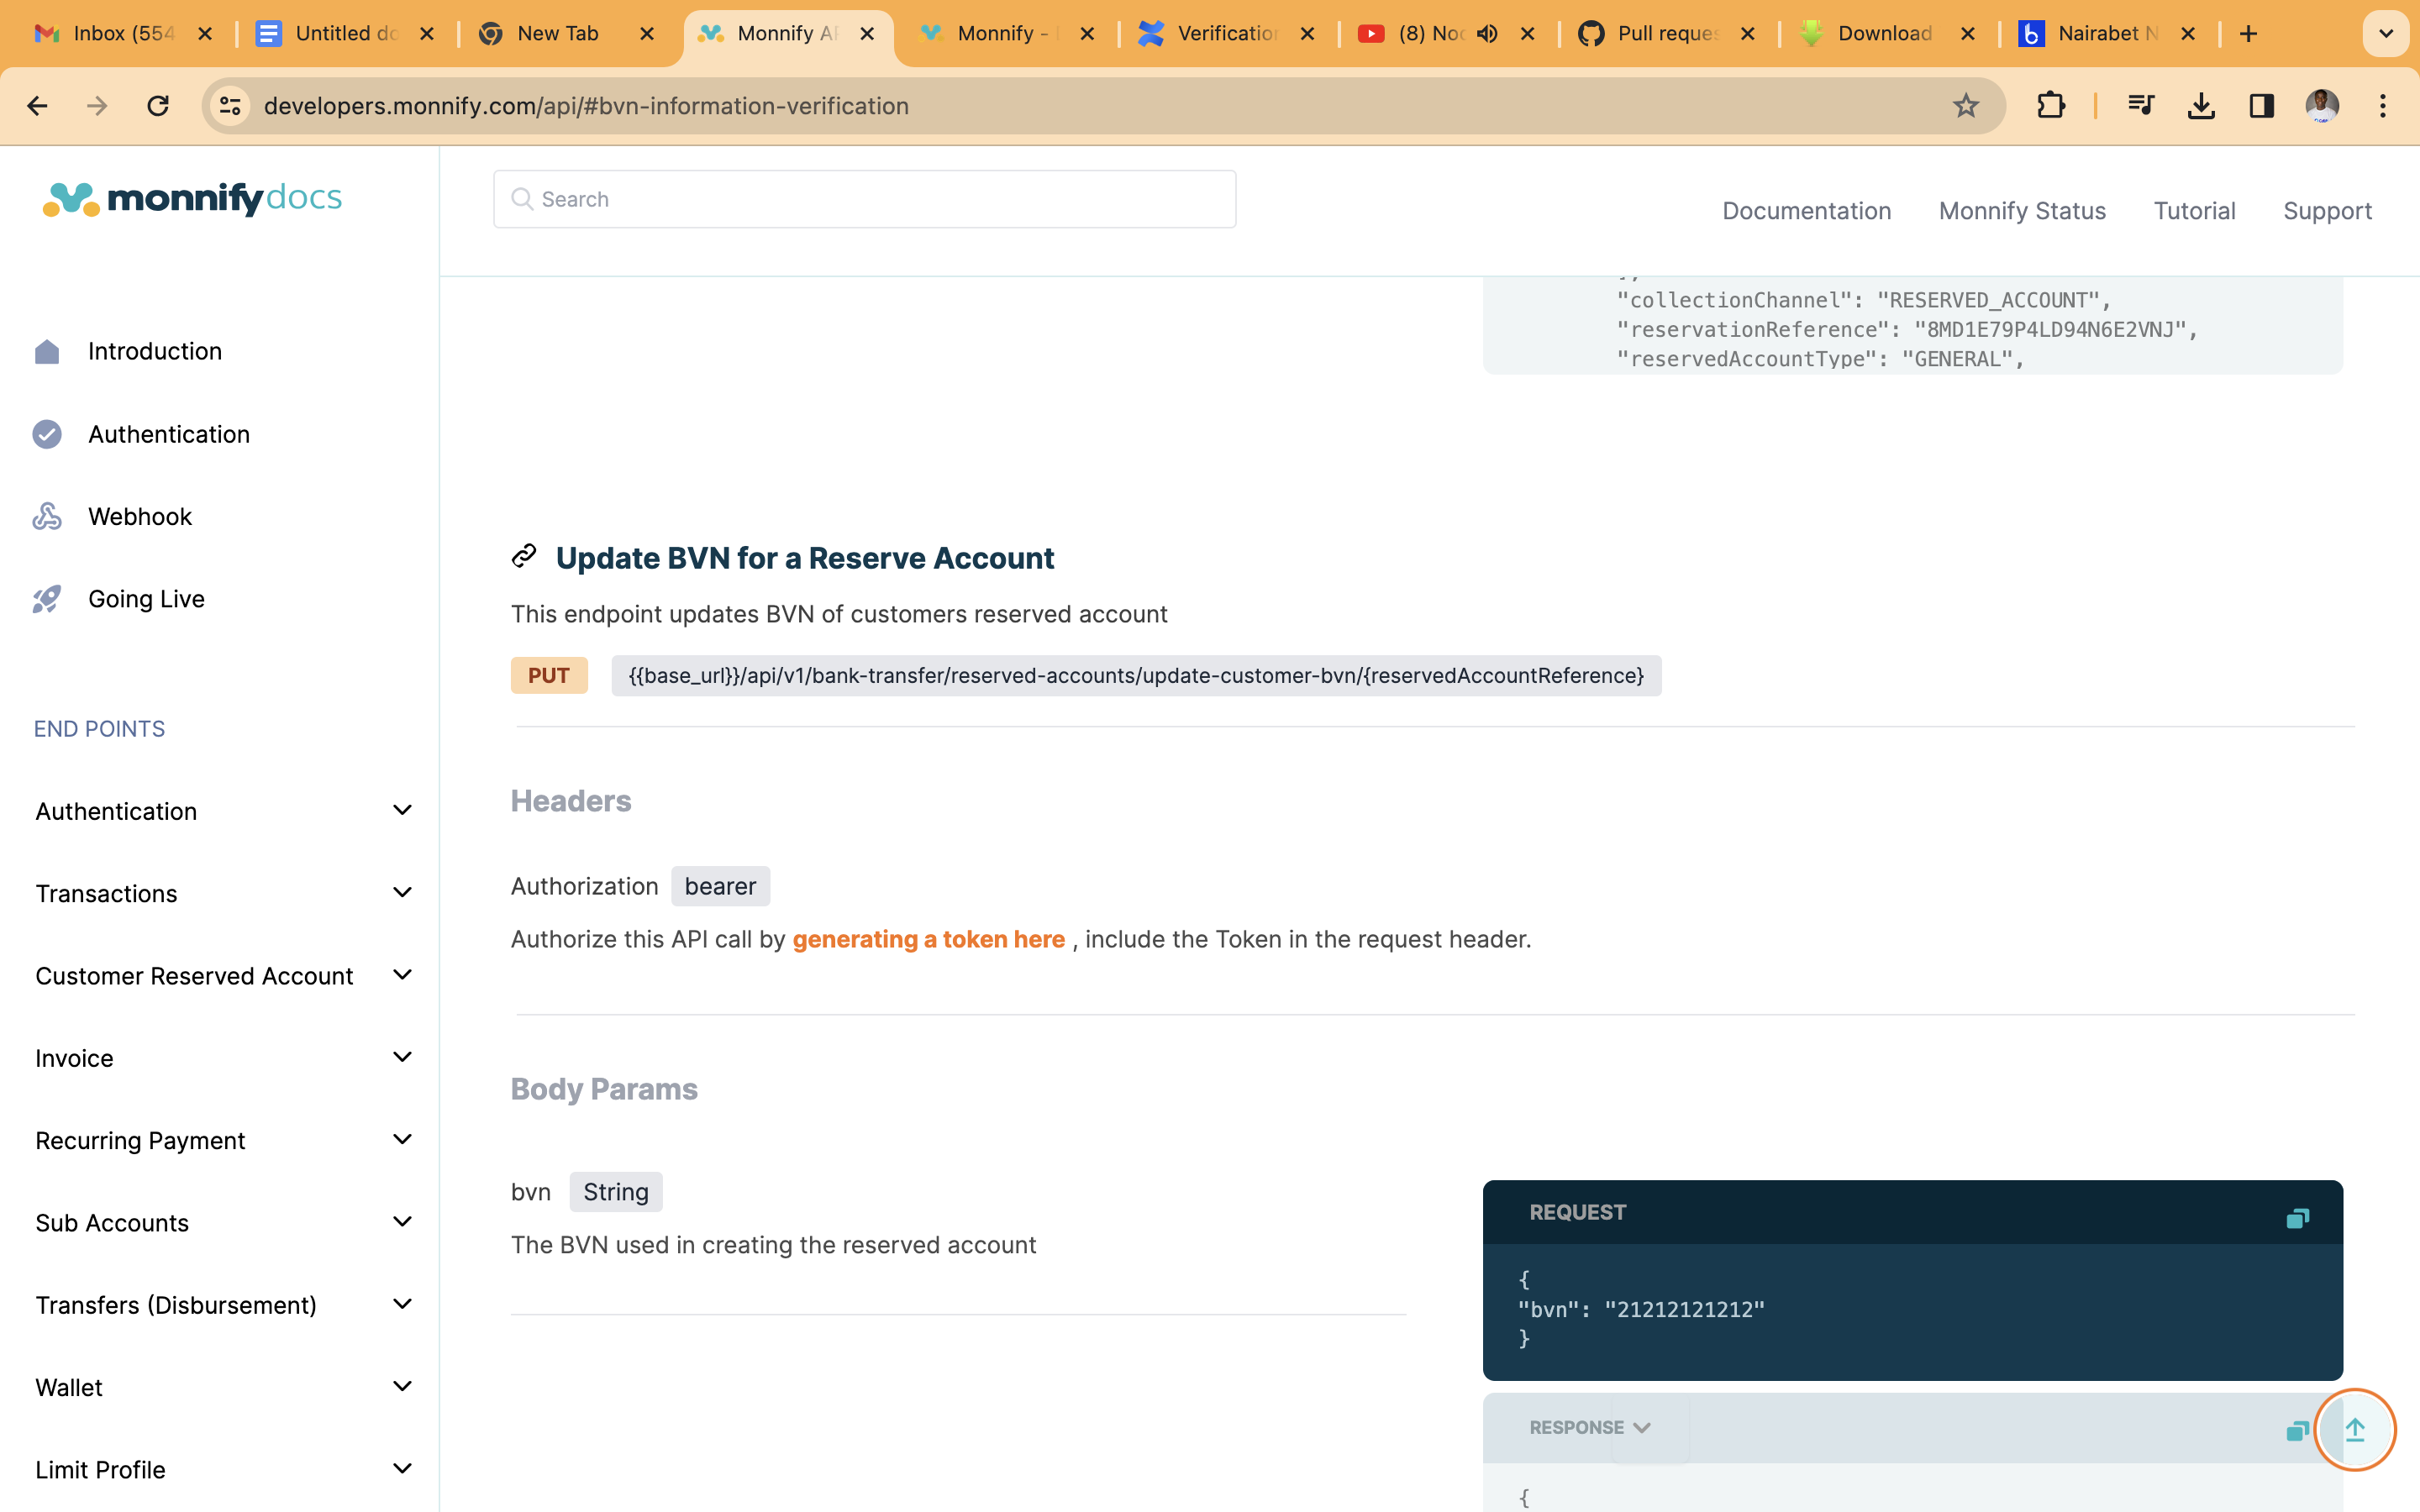 Inbox (554
Untitled do
New Tab
Monnify AP
Monnify -
Verification
(8) Noc
Pull reques
Download
Nairabet N
developers.monnify.com/api/#bvn-information-verification
monnify docs
Search
Documentation
Monnify Status
Tutorial
Support
Introduction
Authentication
Webhook
Going Live
END POINTS
Authentication
Transactions
Customer Reserved Account
Invoice
Recurring Payment
Sub Accounts
Transfers (Disbursement)
Wallet
Limit Profile
"collectionChannel": "RESERVED_ACCOUNT",
"reservationReference": "8MD1E79P4LD94N6E2VNJ",
"reservedAccountType": "GENERAL",
Update BVN for a Reserve Account
This endpoint updates BVN of customers reserved account
PUT {{base_url}}/api/v1/bank-transfer/reserved-accounts/update-customer-bvn/{reservedAccountReference}
Headers
Authorization bearer
Authorize this API call by generating a token here , include the Token in the request header.
Body Params
bvn String
The BVN used in creating the reserved account
REQUEST
{
"bvn": "21212121212"
}
RESPONSE
{